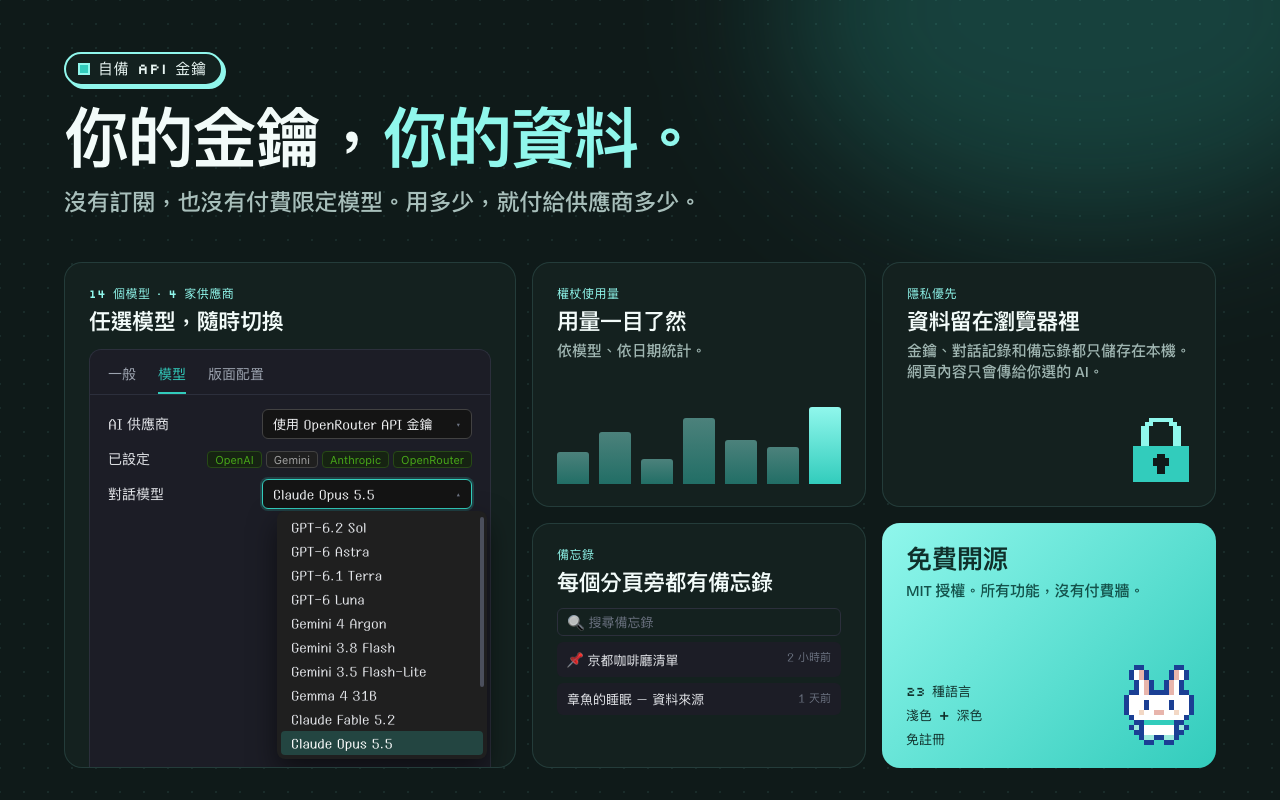 自備 API 金鑰
你的金鑰，你的資料。
沒有訂閱，也沒有付費限定模型。用多少，就付給供應商多少。
14 個模型 · 4 家供應商
任選模型，隨時切換
一般 模型 版面配置
AI 供應商 使用 OpenRouter API 金鑰
已設定 OpenAI Gemini Anthropic OpenRouter
對話模型 Claude Opus 5.5
GPT-6.2 Sol
GPT-6 Astra
GPT-6.1 Terra
GPT-6 Luna
Gemini 4 Argon
Gemini 3.8 Flash
Gemini 3.5 Flash-Lite
Gemma 4 31B
Claude Fable 5.2
Claude Opus 5.5
權杖使用量
用量一目了然
依模型、依日期統計。
隱私優先
資料留在瀏覽器裡
金鑰、對話記錄和備忘錄都只儲存在本機。
網頁內容只會傳給你選的 AI。
備忘錄
每個分頁旁都有備忘錄
搜尋備忘錄
京都咖啡廳清單 2 小時前
章魚的睡眠 — 資料來源 1 天前
免費開源
MIT 授權。所有功能，沒有付費牆。
23 種語言
淺色 + 深色
免註冊